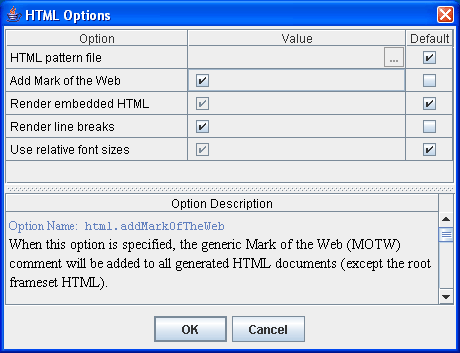 HTML Options
Option Value Default
HTML pattern file ...
Add Mark of the Web
Render embedded HTML
Render line breaks
Use relative font sizes
Option Description
Option Name: html.addMarkOfTheWeb
When this option is specified, the generic Mark of the Web (MOTW)
comment will be added to all generated HTML documents (except the root
frameset HTML).
OK Cancel